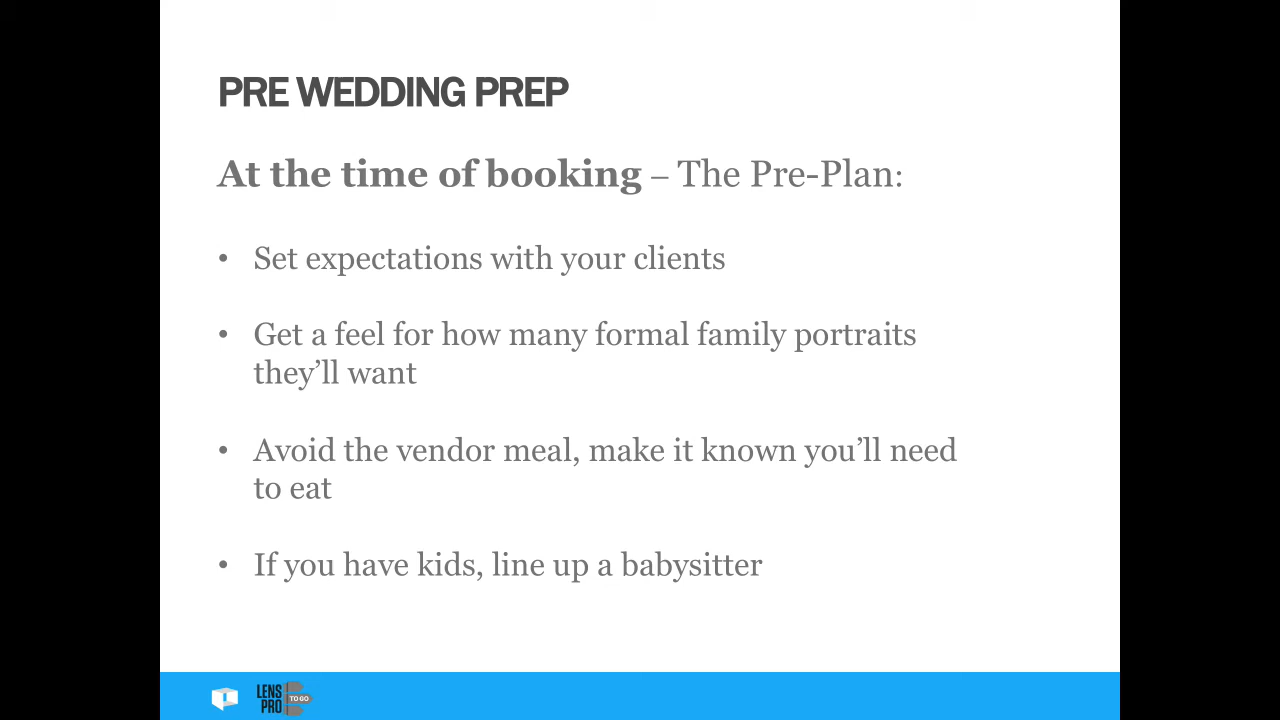 PRE WEDDING PREP
At the time of booking – The Pre-Plan:
• Set expectations with your clients
• Get a feel for how many formal family portraits
they’ll want
• Avoid the vendor meal, make it known you’ll need
to eat
• If you have kids, line up a babysitter
LENS
PRO
TO GO